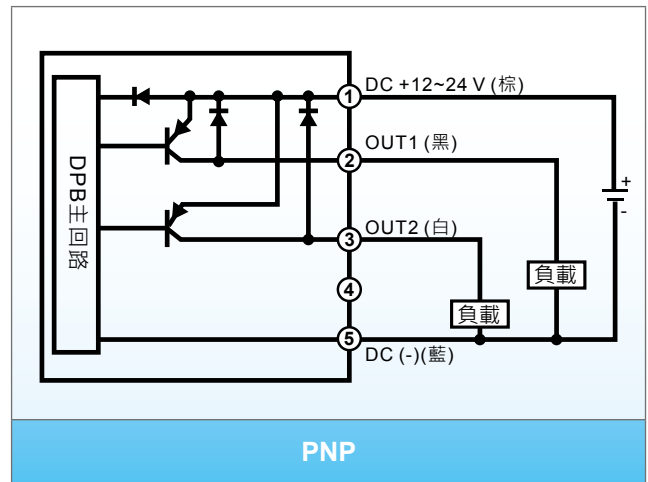 DPB主回路
1
DC +12~24 V (棕)
2
OUT1 (黑)
3
OUT2 (白)
4
5
DC (-)(藍)
負載
負載
+
-
PNP